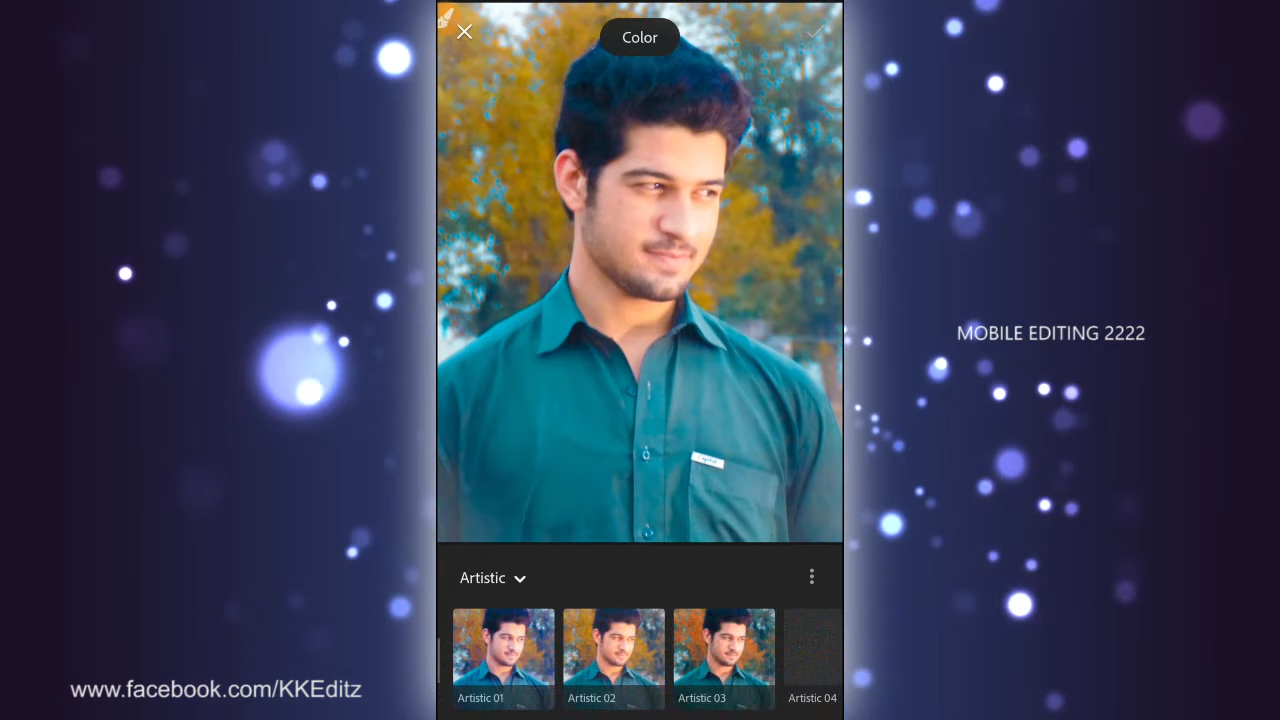 Color
MOBILE EDITING 2222
Artistic
Artistic 01
Artistic 02
Artistic 03
Artistic 04
www.facebook.com/KKEditz